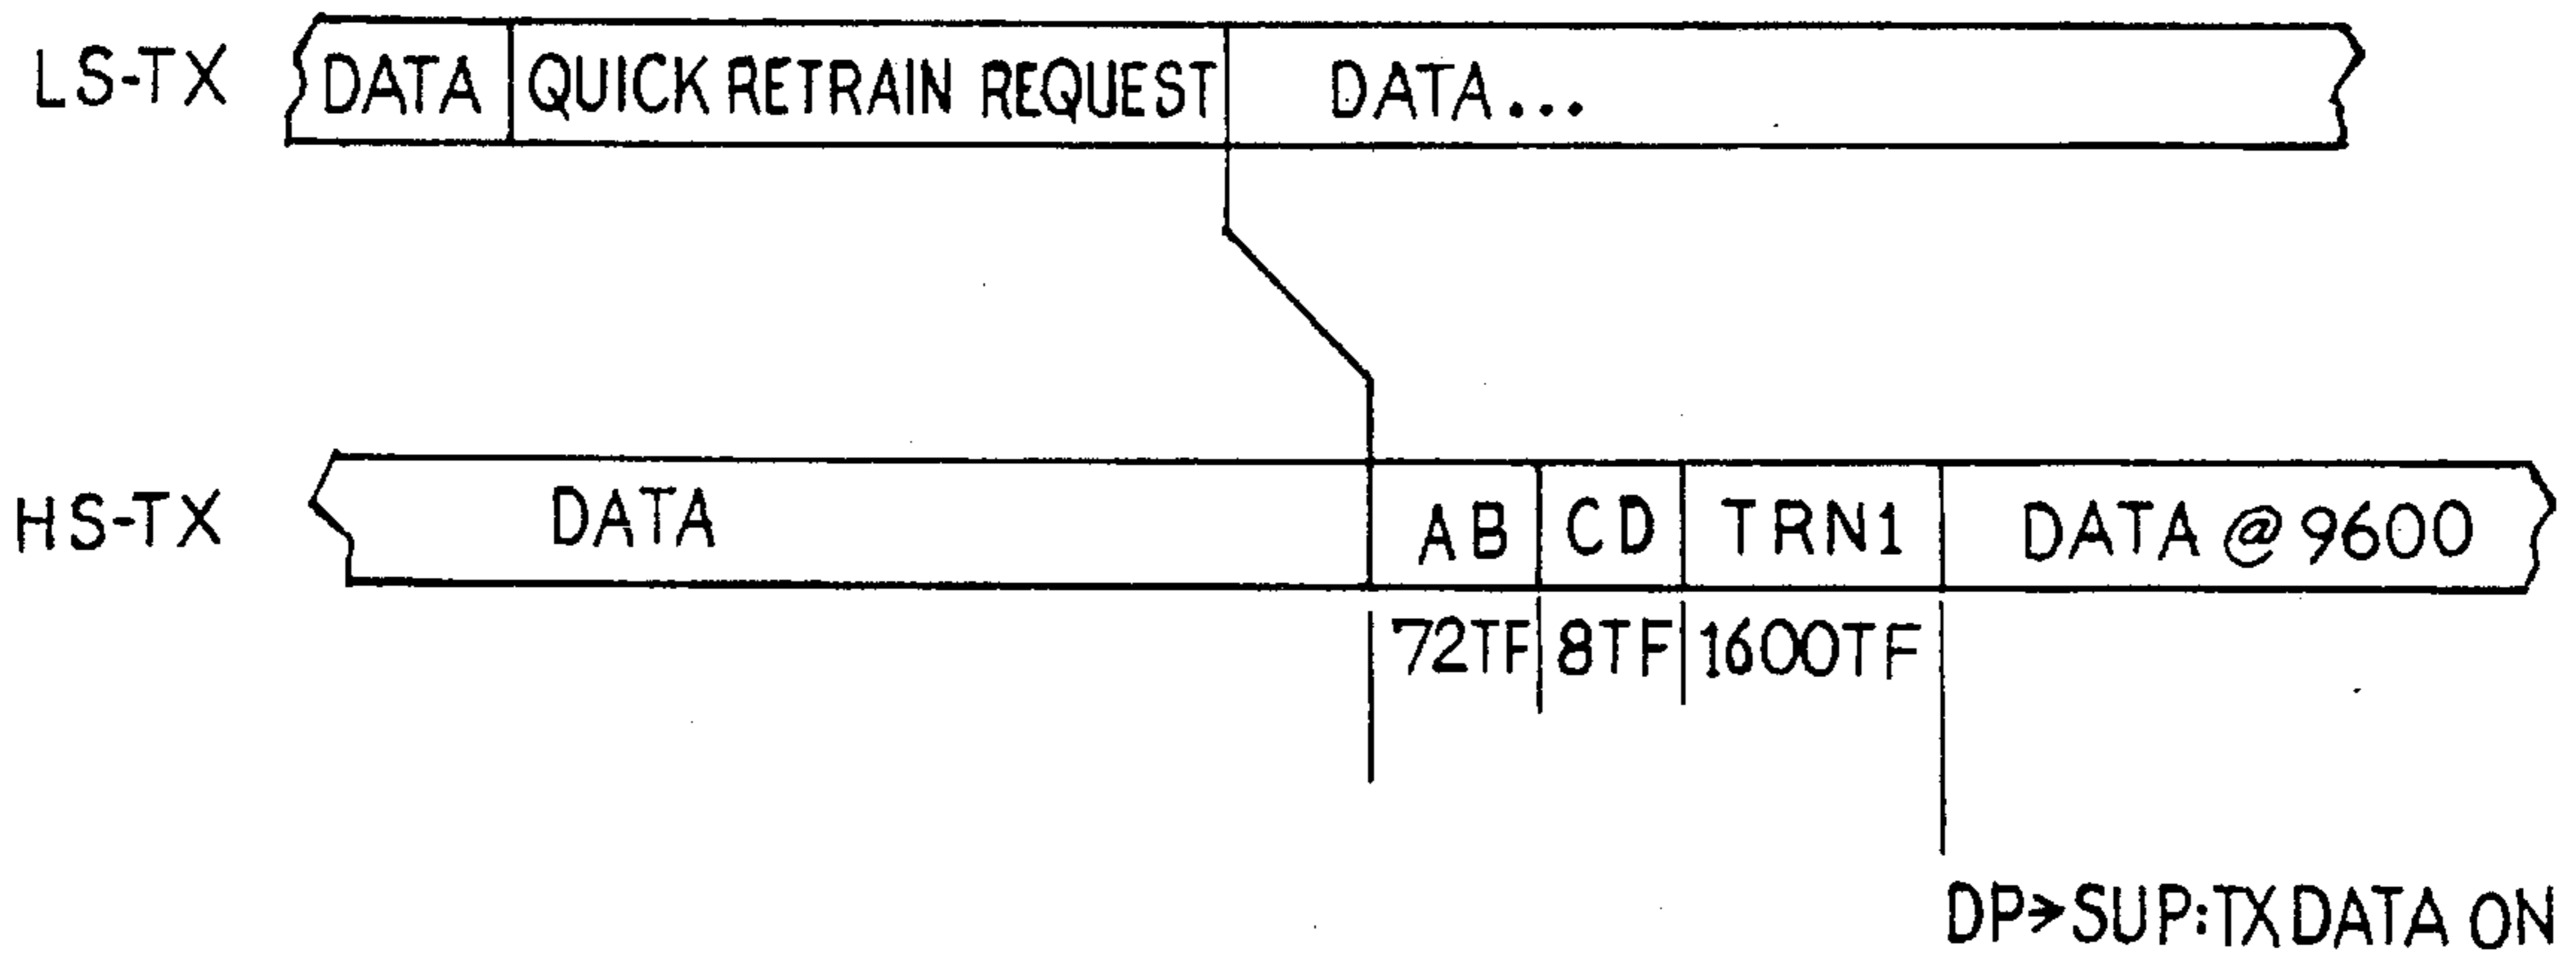 LS-TX DATA QUICK RETRAIN REQUEST DATA...
HS-TX DATA AB CD TRN1 DATA @ 9600
72TF 8TF 1600TF
DP→SUP:TX DATA ON